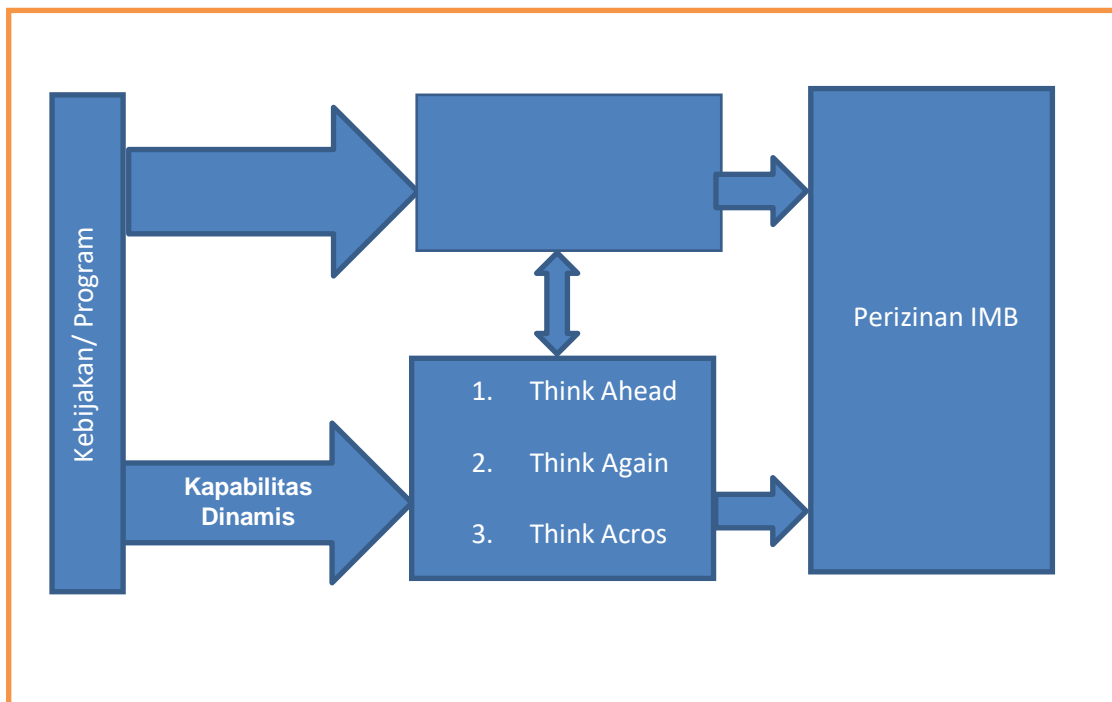 Kebijakan/ Program
Kapabilitas
Dinamis
1. Think Ahead
2. Think Again
3. Think Acros
Perizinan IMB